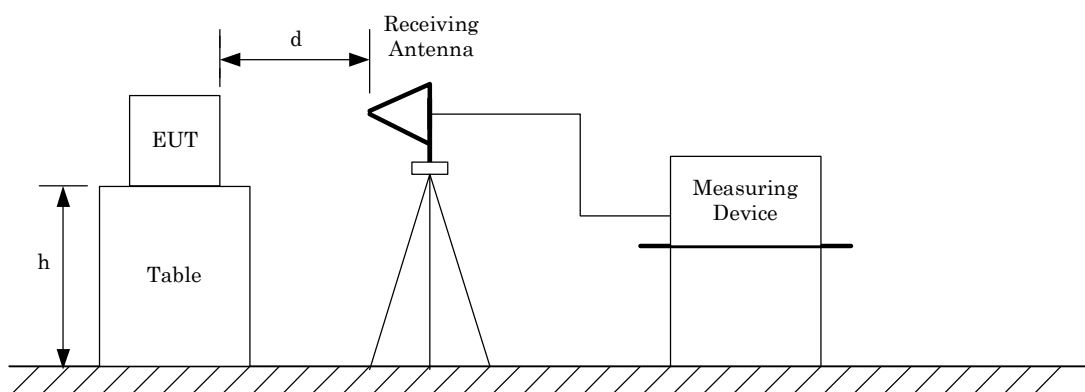 Receiving
Antenna
d
EUT
Measuring
Device
h
Table